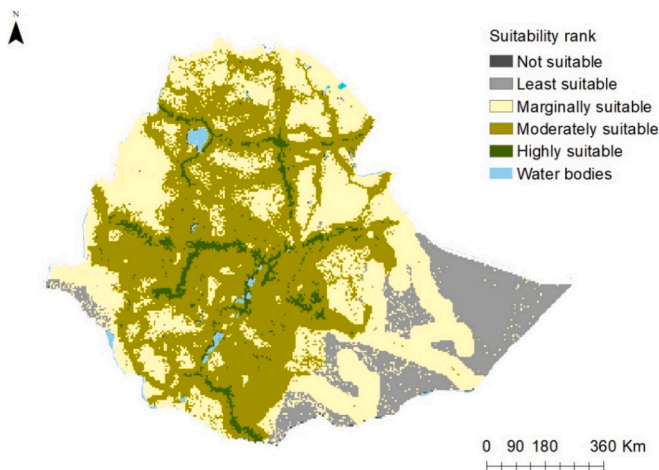 N
Suitability rank
Not suitable
Least suitable
Marginally suitable
Moderately suitable
Highly suitable
Water bodies
0 90 180 360 Km